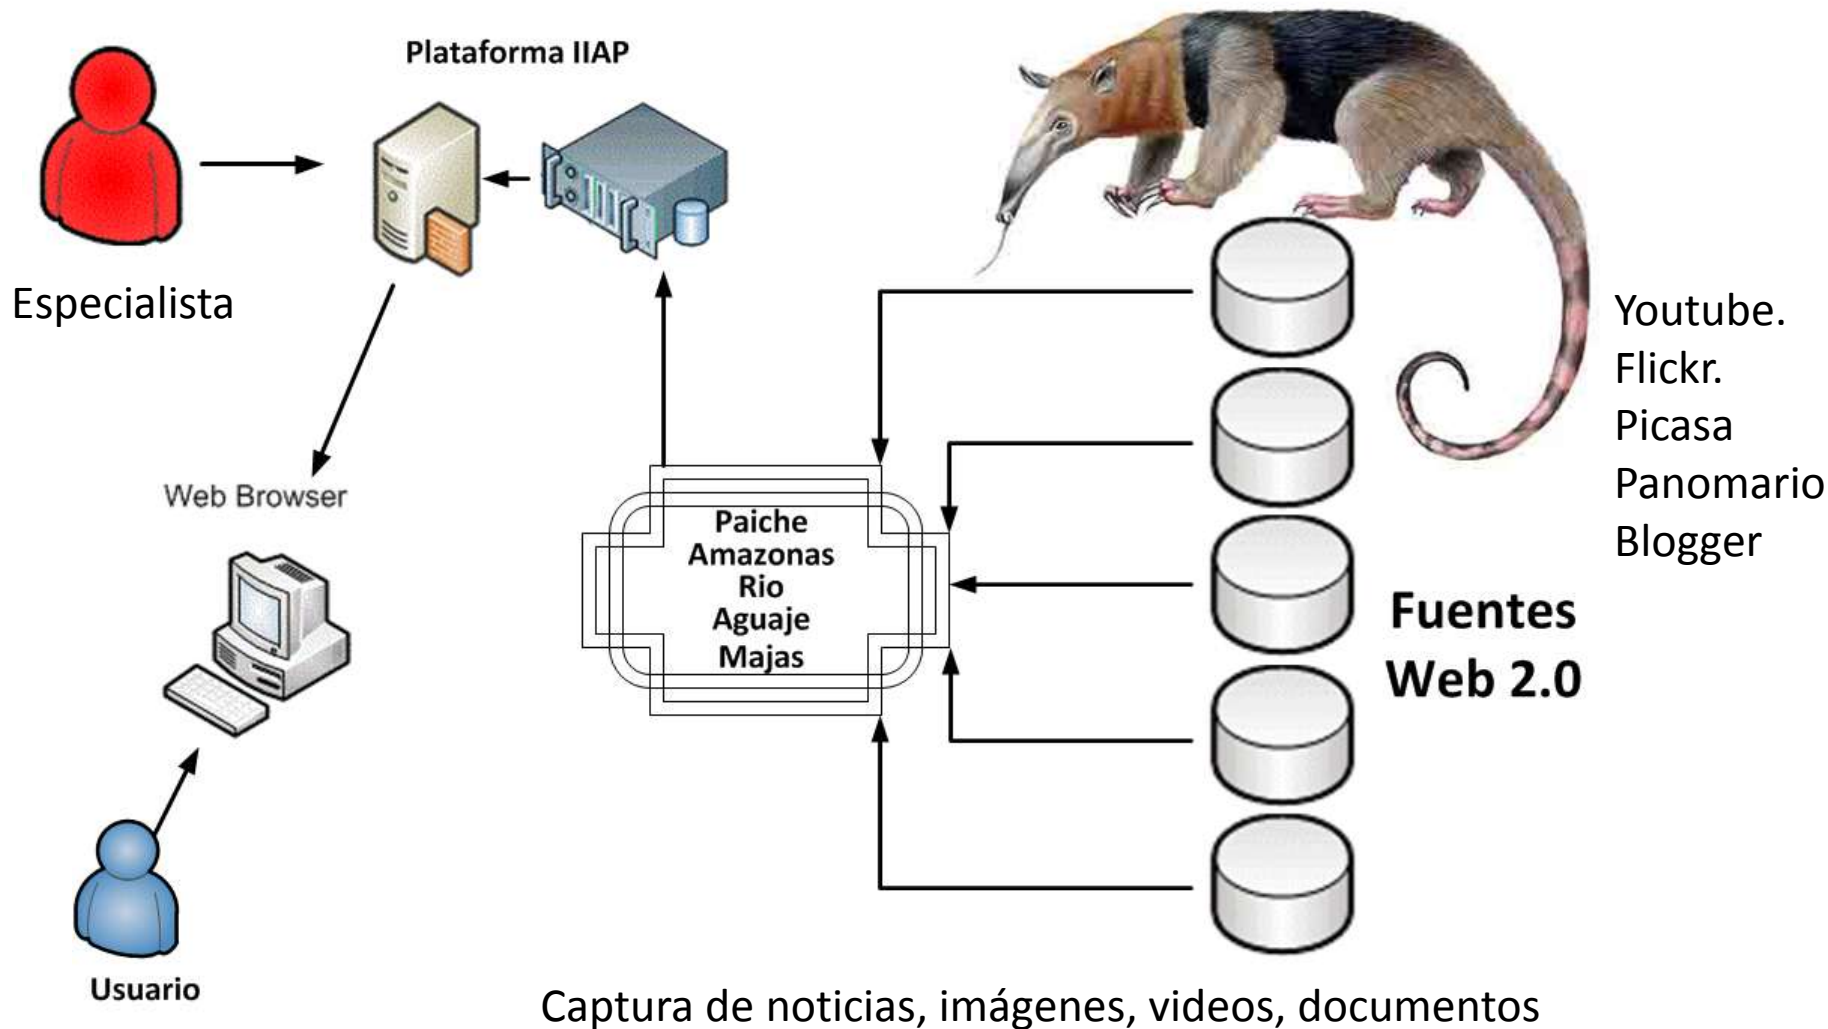 Plataforma IIAP
Especialista
Web Browser
Usuario
Paiche
Amazonas
Rio
Aguaje
Majas
Youtube.
Flickr.
Picasa
Panomario
Blogger
Fuentes
Web 2.0
Captura de noticias, imágenes, videos, documentos